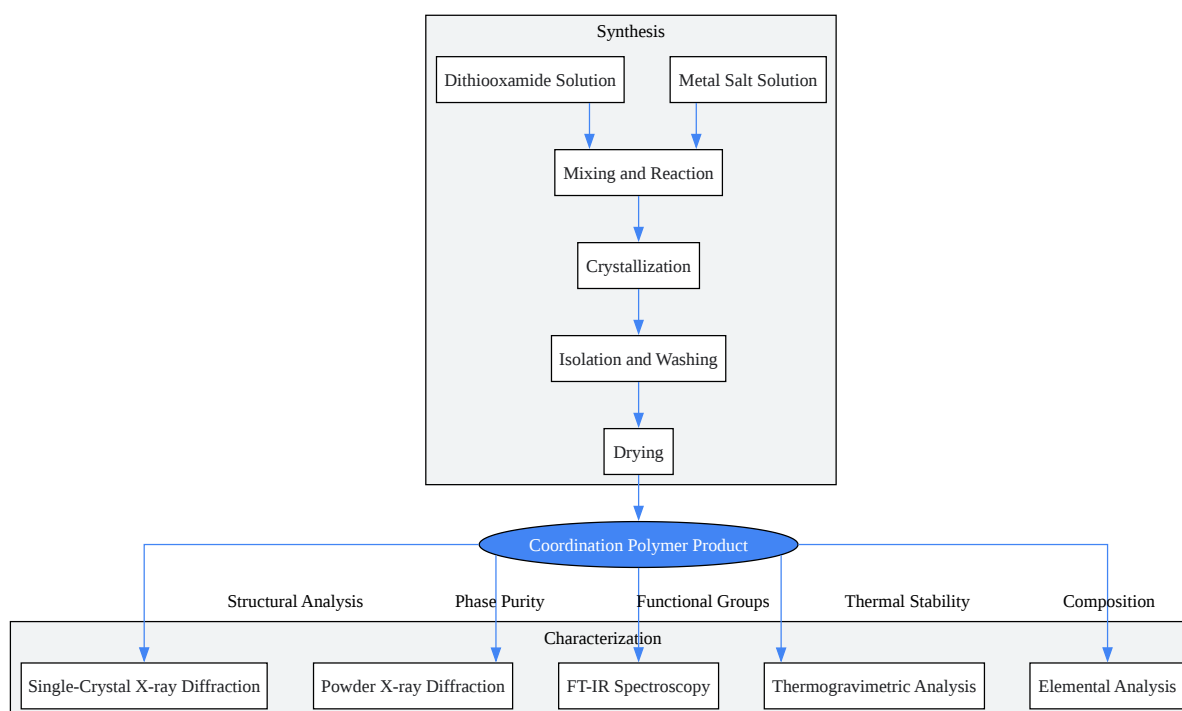 Synthesis
Dithiooxamide Solution
Metal Salt Solution
Mixing and Reaction
Crystallization
Isolation and Washing
Drying
Coordination Polymer Product
Structural Analysis
Phase Purity
Functional Groups
Thermal Stability
Composition
Characterization
Single-Crystal X-ray Diffraction
Powder X-ray Diffraction
FT-IR Spectroscopy
Thermogravimetric Analysis
Elemental Analysis